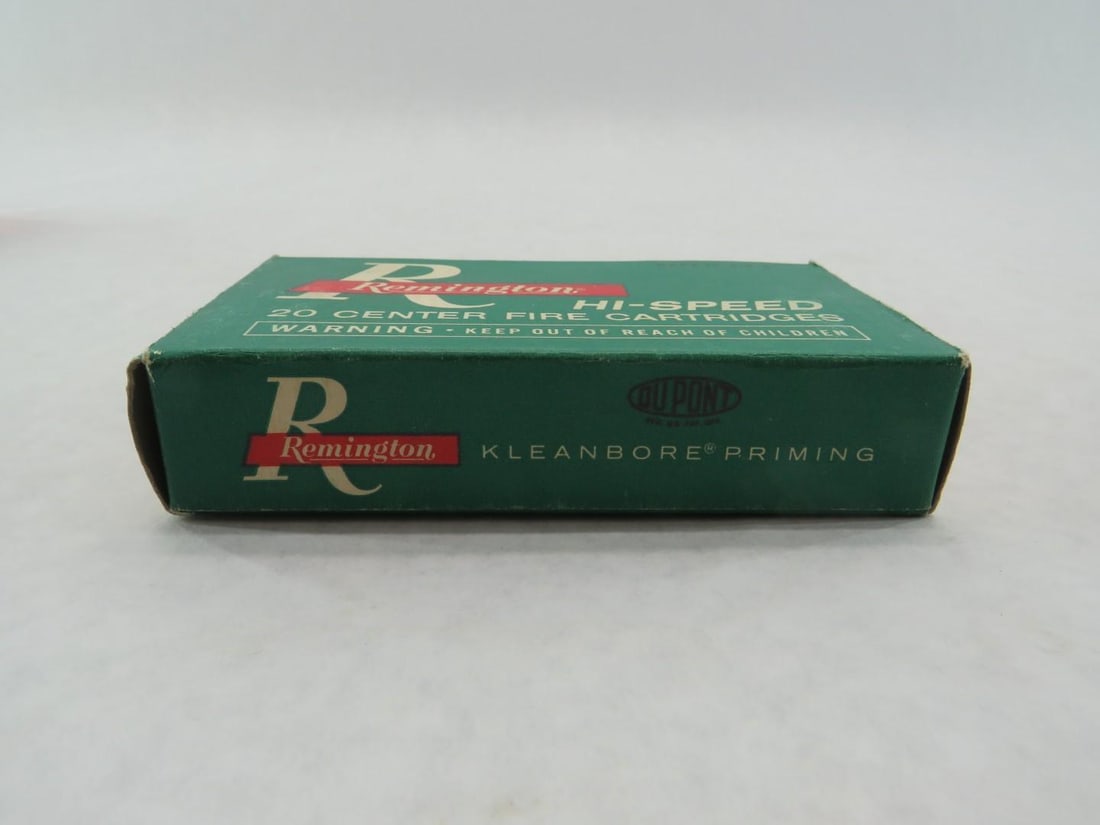 R
Remington
HI-SPEED
20 CENTER FIRE CARTRIDGES
WARNING - KEEP OUT OF REACH OF CHILDREN
R
Remington
DU PONT
KLEANBORE® PRIMING